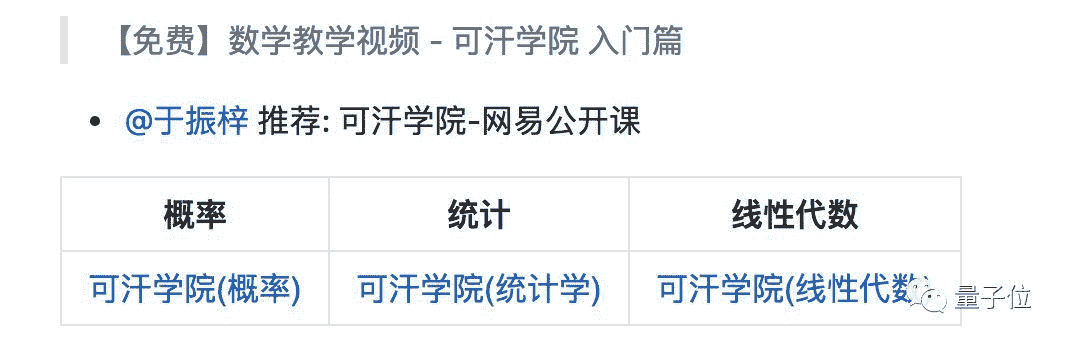 【免费】数学教学视频 - 可汗学院 入门篇
• @于振梓 推荐: 可汗学院-网易公开课
概率 统计 线性代数
可汗学院(概率) 可汗学院(统计学) 可汗学院(线性代数)
量子位